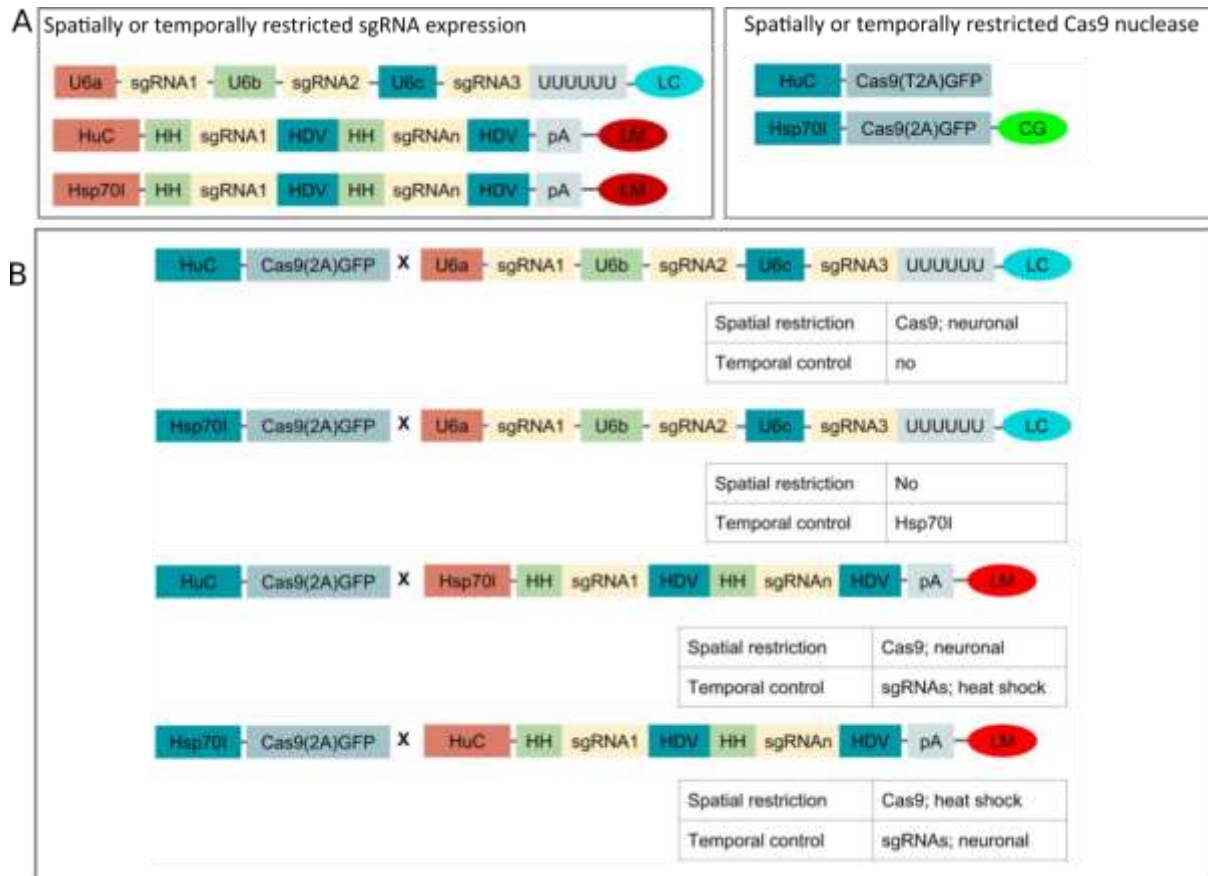 A
Spatially or temporally restricted sgRNA expression
U6a sgRNA1 U6b sgRNA2 U6c sgRNA3 UUUUUU LC
HuC HH sgRNA1 HDV HH sgRNAn HDV pA LM
Hsp70l HH sgRNA1 HDV HH sgRNAn HDV pA LM
Spatially or temporally restricted Cas9 nuclease
HuC Cas9(T2A)GFP
Hsp70l Cas9(2A)GFP CG
B
HuC Cas9(2A)GFP X U6a sgRNA1 U6b sgRNA2 U6c sgRNA3 UUUUUU LC
Spatial restriction Cas9; neuronal
Temporal control no
Hsp70l Cas9(2A)GFP X U6a sgRNA1 U6b sgRNA2 U6c sgRNA3 UUUUUU LC
Spatial restriction No
Temporal control Hsp70l
HuC Cas9(2A)GFP X Hsp70l HH sgRNA1 HDV HH sgRNAn HDV pA LM
Spatial restriction Cas9; neuronal
Temporal control sgRNAs; heat shock
Hsp70l Cas9(2A)GFP X HuC HH sgRNA1 HDV HH sgRNAn HDV pA LM
Spatial restriction Cas9; heat shock
Temporal control sgRNAs; neuronal